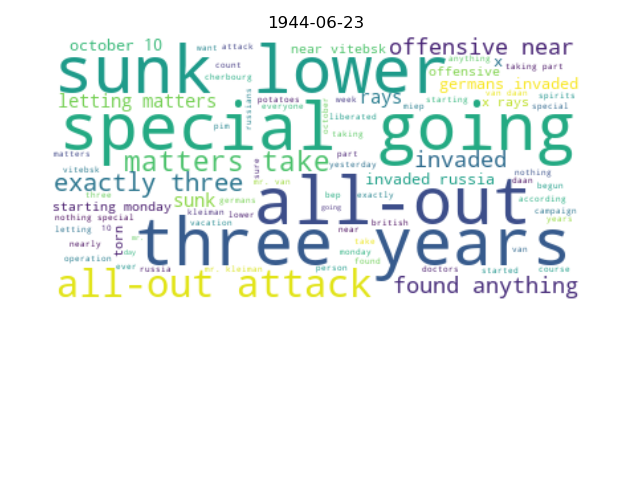 1944-06-23
october 10 want attack near vitebsk offensive near
sunk lower x anything taking part
cherbourg offensive germans invaded
letting matters russians potatoes week rays starting x rays van daan spirits special
special going pim october liberated taking
matters matters take sure part yesterday invaded nothing
vitebsk exactly three mr. van invaded russia daan begun
three sunk germans all-out bep exactly according
starting monday kleiman lower going miep campaign
nothing special vacation near british years
letting 10 torn mr. three years take monday van
nearly day found
operation ever russia mr. kleiman person doctors started course
all-out attack found anything
count everyone